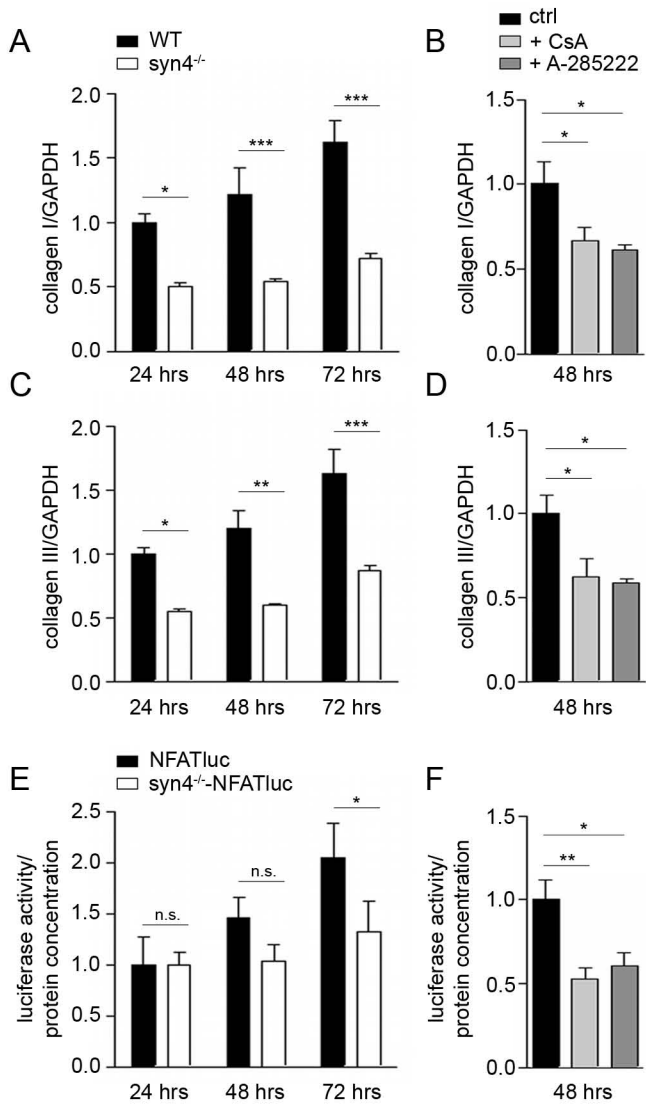 A
WT
syn4-/-
collagen I/GAPDH
2.0
1.5
1.0
0.5
0.0
*
***
***
24 hrs 48 hrs 72 hrs
B
ctrl
+ CsA
+ A-285222
collagen I/GAPDH
1.5
1.0
0.5
0.0
*
*
48 hrs
C
collagen III/GAPDH
2.0
1.5
1.0
0.5
0.0
*
**
***
24 hrs 48 hrs 72 hrs
D
collagen III/GAPDH
1.5
1.0
0.5
0.0
*
*
48 hrs
E
NFATluc
syn4-/--NFATluc
luciferase activity/
protein concentration
2.5
2.0
1.5
1.0
0.5
0.0
n.s.
n.s.
*
24 hrs 48 hrs 72 hrs
F
luciferase activity/
protein concentration
1.5
1.0
0.5
0.0
*
**
48 hrs